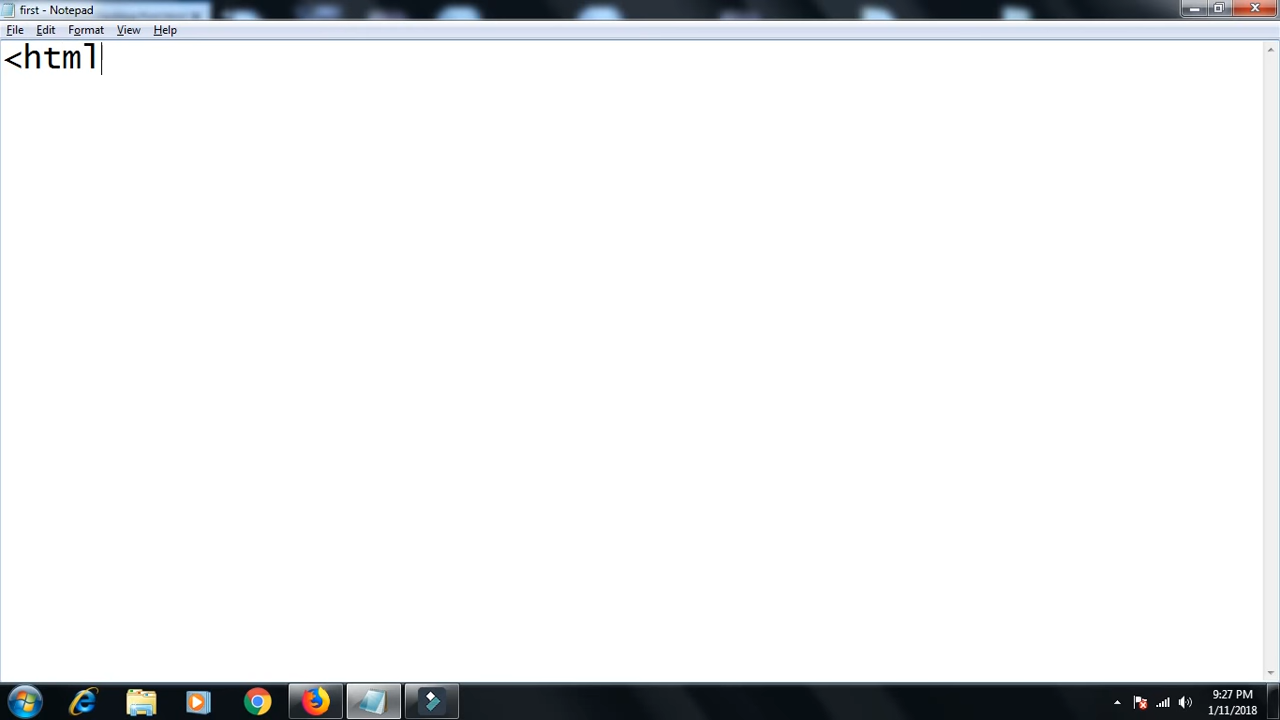 first - Notepad
File Edit Format View Help
<html
9:27 PM
1/11/2018